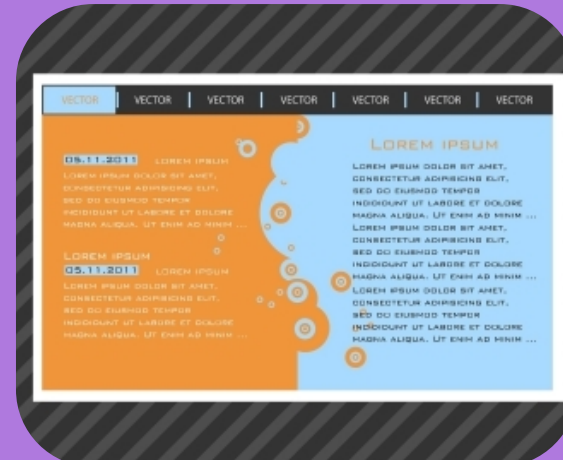 VECTOR VECTOR VECTOR VECTOR VECTOR VECTOR VECTOR
05.11.2011 LOREM IPSUM
LOREM IPSUM DOLOR SIT AMET,
CONSECTETUR ADIPISICING ELIT,
SED DO EIUSMOD TEMPOR
INCIDIDUNT UT LABORE ET DOLORE
MAGNA ALIQUA. UT ENIM AD MINIM ...
LOREM IPSUM
05.11.2011 LOREM IPSUM
LOREM IPSUM DOLOR SIT AMET,
CONSECTETUR ADIPISICING ELIT,
SED DO EIUSMOD TEMPOR
INCIDIDUNT UT LABORE ET DOLORE
MAGNA ALIQUA. UT ENIM AD MINIM ...
LOREM IPSUM
LOREM IPSUM DOLOR SIT AMET,
CONSECTETUR ADIPISICING ELIT,
SED DO EIUSMOD TEMPOR
INCIDIDUNT UT LABORE ET DOLORE
MAGNA ALIQUA. UT ENIM AD MINIM ...
LOREM IPSUM DOLOR SIT AMET,
CONSECTETUR ADIPISICING ELIT,
SED DO EIUSMOD TEMPOR
INCIDIDUNT UT LABORE ET DOLORE
MAGNA ALIQUA. UT ENIM AD MINIM ...
LOREM IPSUM DOLOR SIT AMET,
CONSECTETUR ADIPISICING ELIT,
SED DO EIUSMOD TEMPOR
INCIDIDUNT UT LABORE ET DOLORE
MAGNA ALIQUA. UT ENIM AD MINIM ...